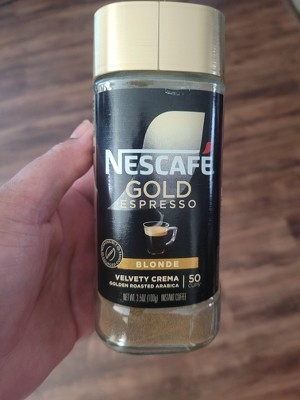 NESCAFÉ
GOLD
ESPRESSO
BLONDE
VELVETY CREMA
GOLDEN ROASTED ARABICA
50
CUPS
NET WT 3.5OZ (100g) INSTANT COFFEE